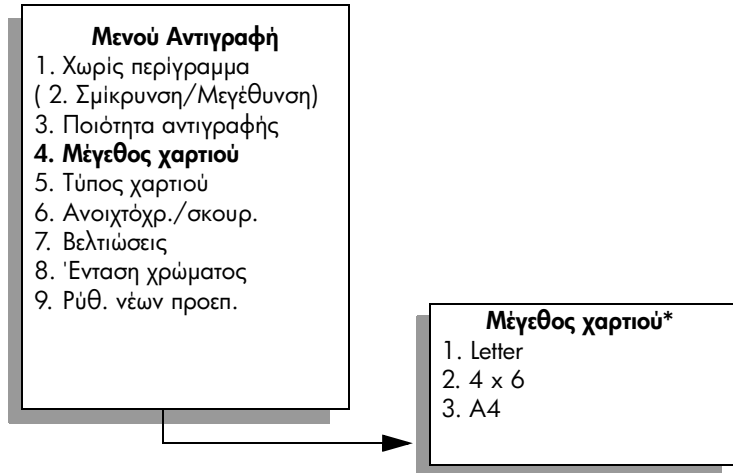 Μενού Αντιγραφή
1. Χωρίς περίγραμμα
( 2. Σμίκρυνση/Μεγέθυνση)
3. Ποιότητα αντιγραφής
4. Μέγεθος χαρτιού
5. Τύπος χαρτιού
6. Ανοιχτόχρ./σκουρ.
7. Βελτιώσεις
8. Ένταση χρώματος
9. Ρύθ. νέων προεπ.
Μέγεθος χαρτιού*
1. Letter
2. 4 x 6
3. A4